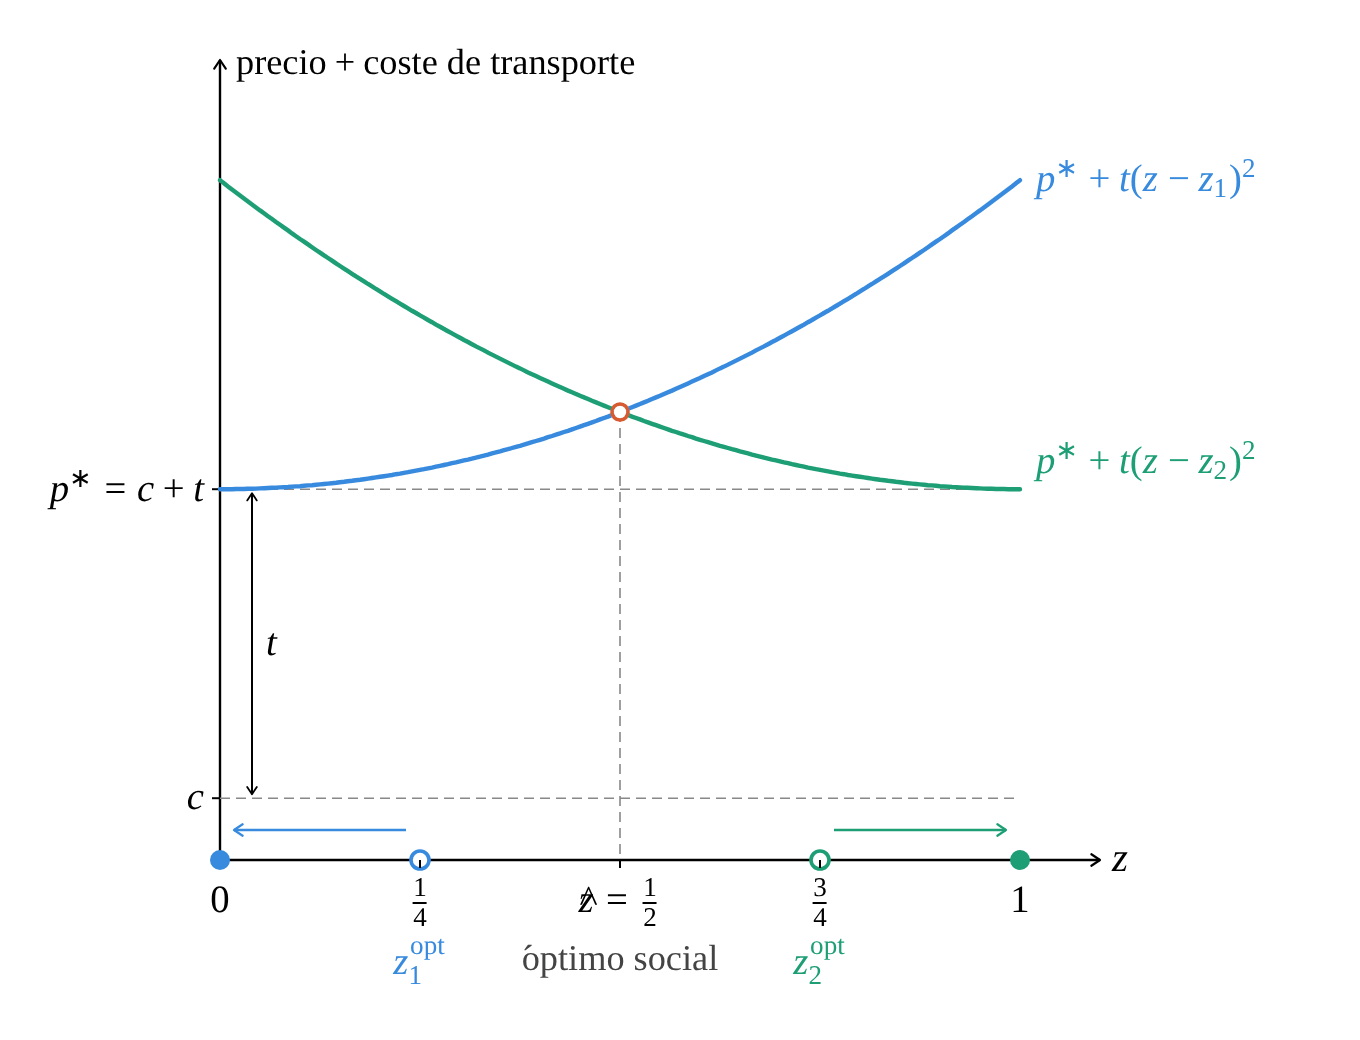 precio + coste de transporte
p* + t(z − z₁)²
p* + t(z − z₂)²
p* = c + t
t
c
z
0
1/4
ẑ = 1/2
3/4
1
z₁^opt
óptimo social
z₂^opt